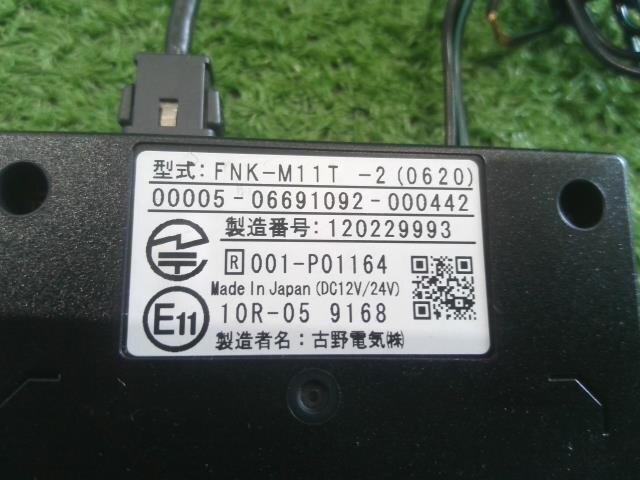 型式: FNK-M11T -2(0620)
00005-06691092-000442
製造番号: 120229993
R 001-P01164
Made In Japan (DC12V/24V)
E11 10R-05 9168
製造者名: 古野電気㈱